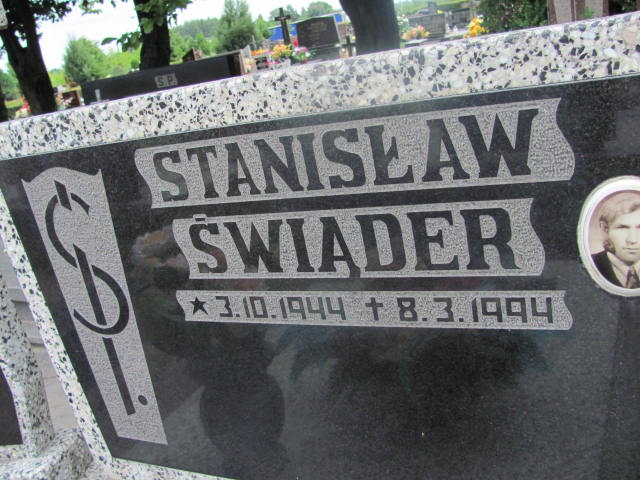 Ś.P.
STANISŁAW
ŚWIĄDER
★ 3.10.1944 ✝ 8.3.1994
S P